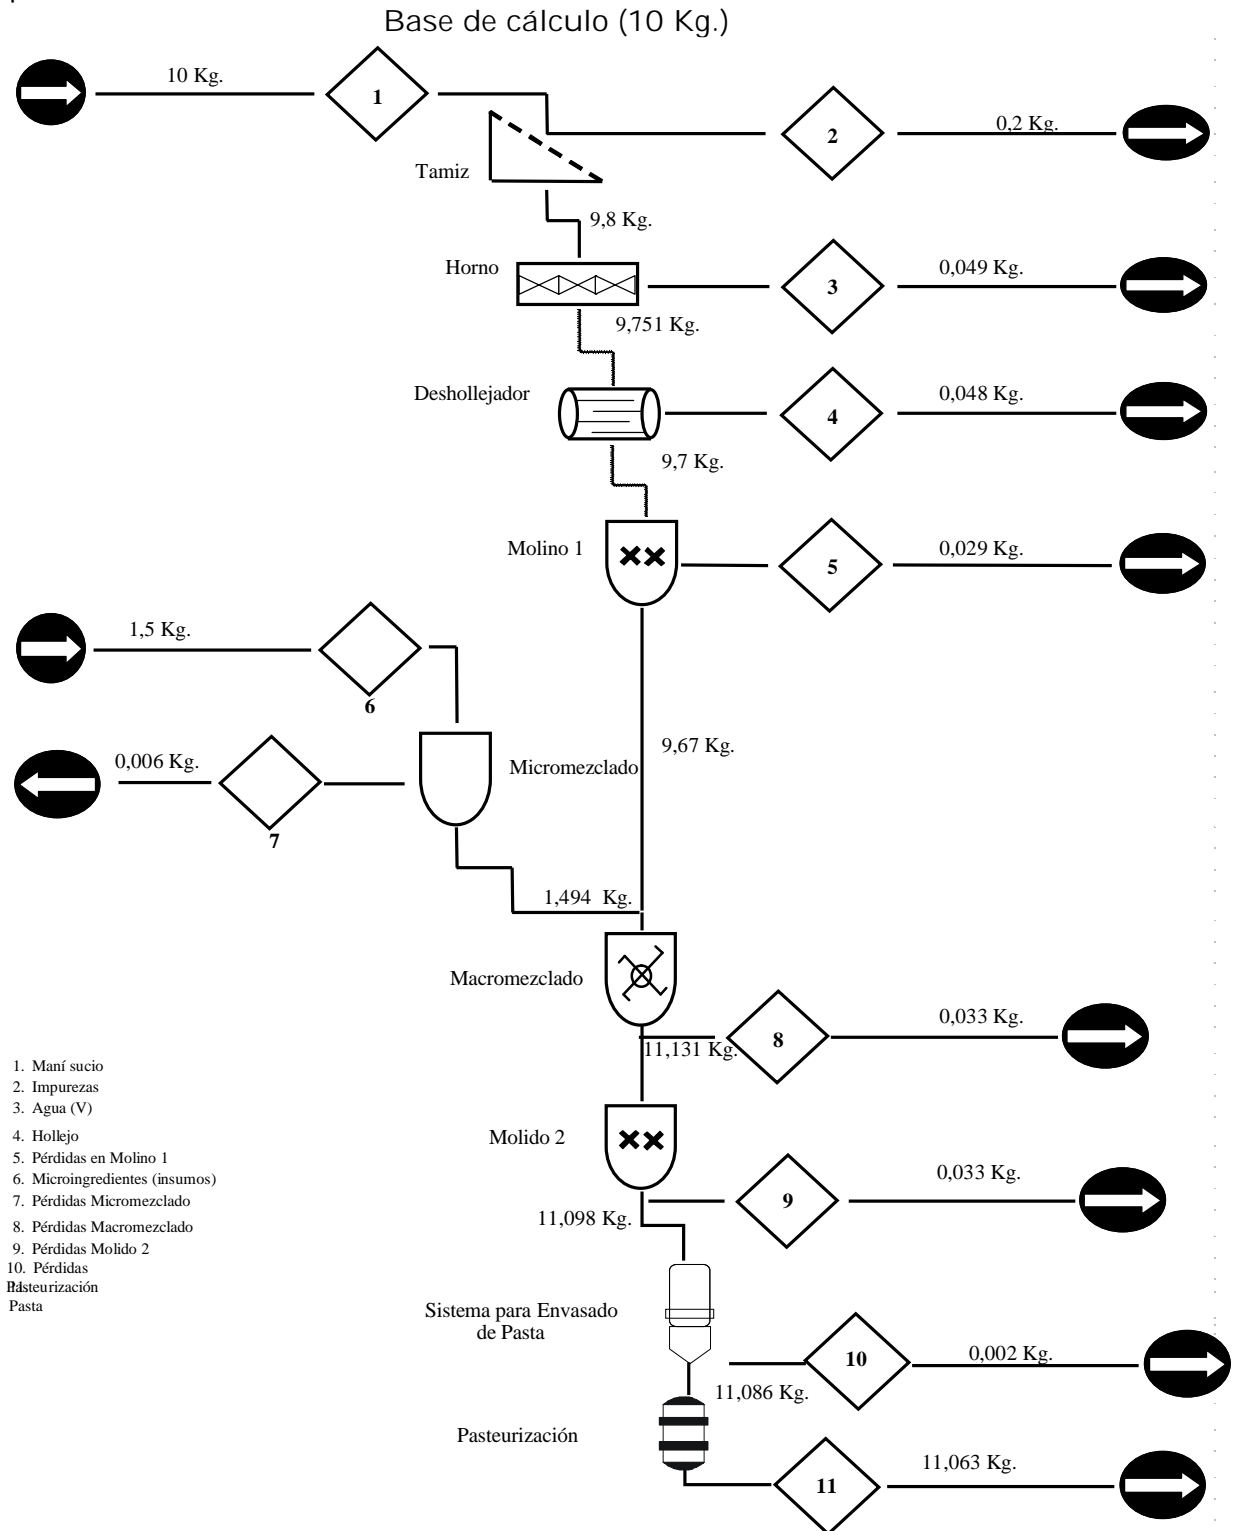 Base de cálculo (10 Kg.)
10 Kg.
1
2
0,2 Kg.
Tamiz
9,8 Kg.
Horno
3
0,049 Kg.
9,751 Kg.
Deshollejador
4
0,048 Kg.
9,7 Kg.
Molino 1
5
0,029 Kg.
1,5 Kg.
6
9,67 Kg.
0,006 Kg.
Micromezclado
7
1,494 Kg.
Macromezclado
0,033 Kg.
8
11,131 Kg.
1. Maní sucio
2. Impurezas
3. Agua (V)
4. Hollejo
5. Pérdidas en Molino 1
6. Microingredientes (insumos)
7. Pérdidas Micromezclado
8. Pérdidas Macromezclado
9. Pérdidas Molido 2
10. Pérdidas
Pasteurización
11.
Pasta
Molido 2
9
0,033 Kg.
11,098 Kg.
Sistema para Envasado
de Pasta
10
0,002 Kg.
11,086 Kg.
Pasteurización
11
11,063 Kg.